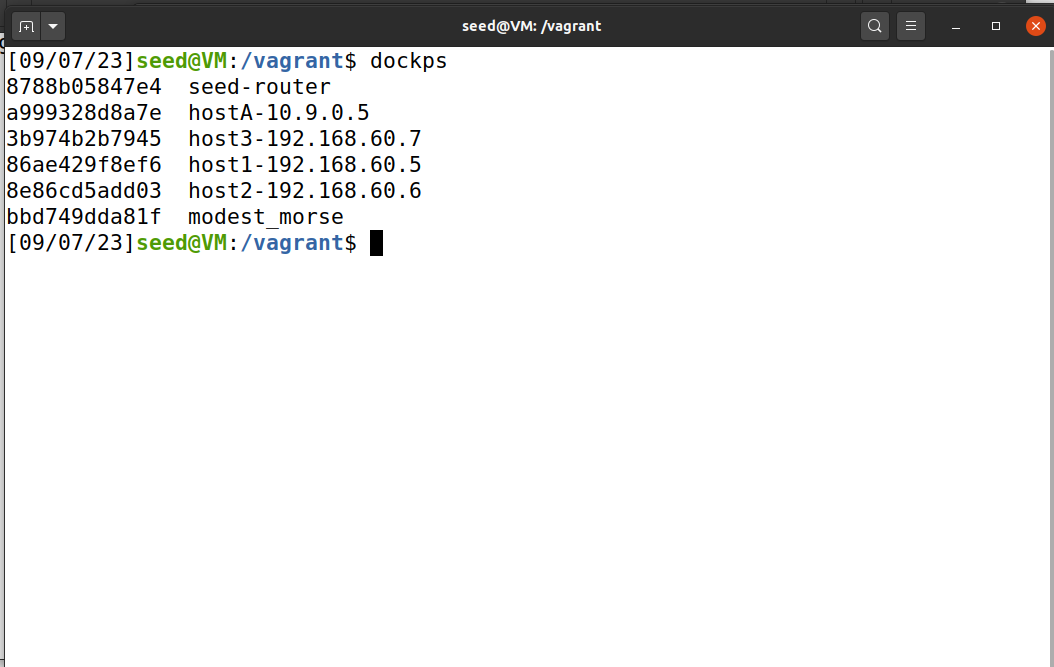 seed@VM: /vagrant
[09/07/23]seed@VM:/vagrant$ dockps
8788b05847e4  seed-router
a999328d8a7e  hostA-10.9.0.5
3b974b2b7945  host3-192.168.60.7
86ae429f8ef6  host1-192.168.60.5
8e86cd5add03  host2-192.168.60.6
bbd749dda81f  modest_morse
[09/07/23]seed@VM:/vagrant$